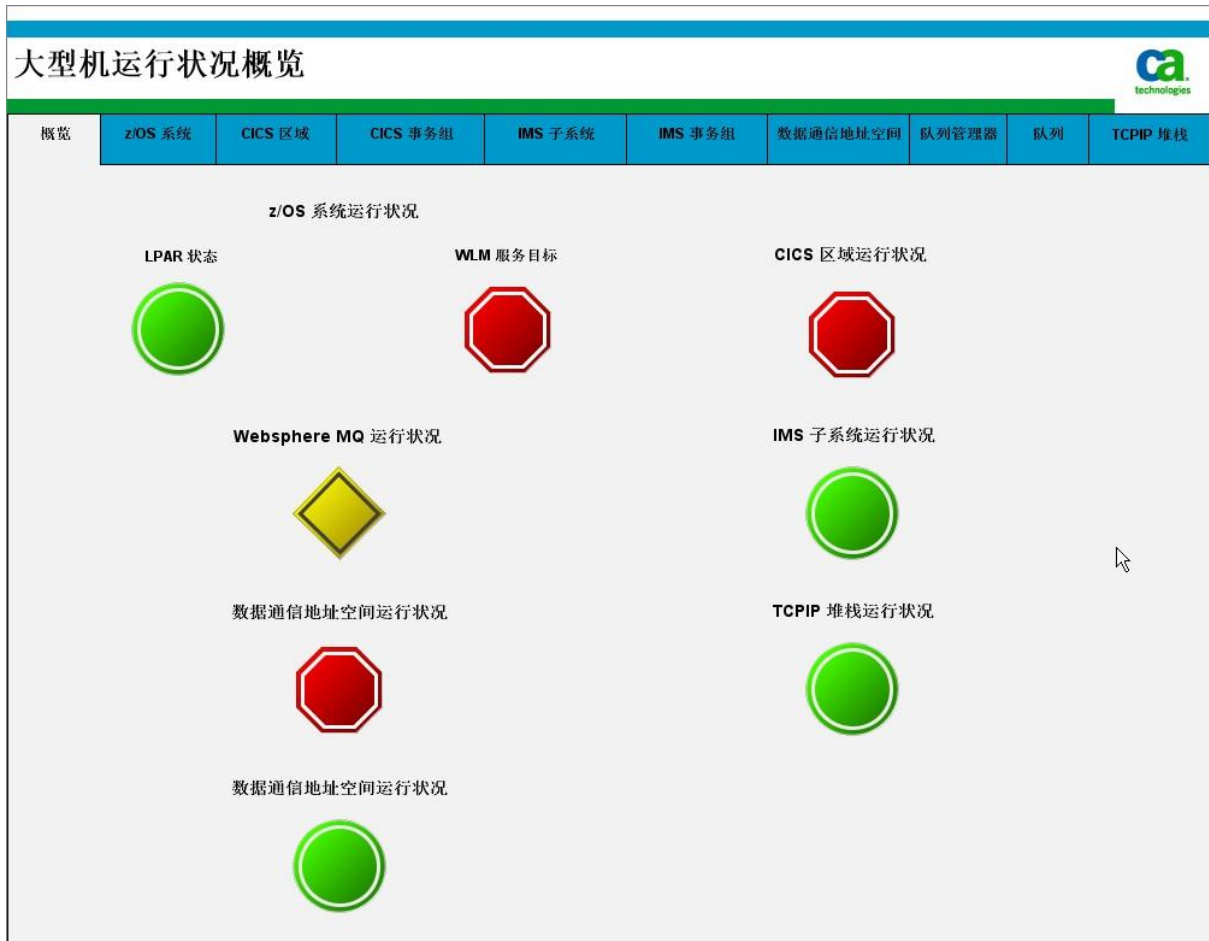 大型机运行状况概览
ca
technologies
概览 z/OS 系统 CICS 区域 CICS 事务组 IMS 子系统 IMS 事务组 数据通信地址空间 队列管理器 队列 TCPIP 堆栈
z/OS 系统运行状况
LPAR 状态 WLM 服务目标 CICS 区域运行状况
Websphere MQ 运行状况 IMS 子系统运行状况
数据通信地址空间运行状况 TCPIP 堆栈运行状况
数据通信地址空间运行状况